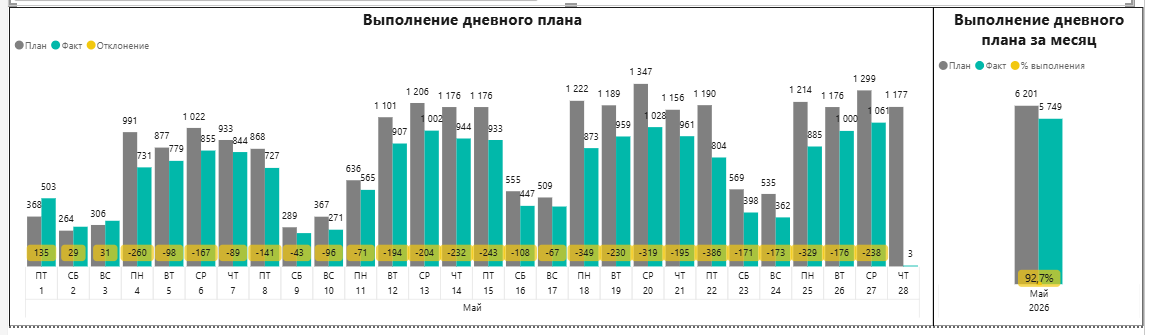 Выполнение дневного плана
План Факт Отклонение
368 503 264 306 991 731 877 779 1 022 855 933 844 868 727 289 367 271 636 565 1 101 907 1 206 1 002 1 176 944 1 176 933 555 447 509 1 222 873 1 189 959 1 347 1 028 1 156 961 1 190 804 569 398 535 362 1 214 885 1 176 1 000 1 299 1 061 1 177 3
135 29 31 -260 -98 -167 -89 -141 -43 -96 -71 -194 -204 -232 -243 -108 -67 -349 -230 -319 -195 -386 -171 -173 -329 -176 -238
ПТ СБ ВС ПН ВТ СР ЧТ ПТ СБ ВС ПН ВТ СР ЧТ ПТ СБ ВС ПН ВТ СР ЧТ ПТ СБ ВС ПН ВТ СР ЧТ
1 2 3 4 5 6 7 8 9 10 11 12 13 14 15 16 17 18 19 20 21 22 23 24 25 26 27 28
Май
Выполнение дневного
плана за месяц
План Факт % выполнения
6 201
5 749
92,7%
Май
2026